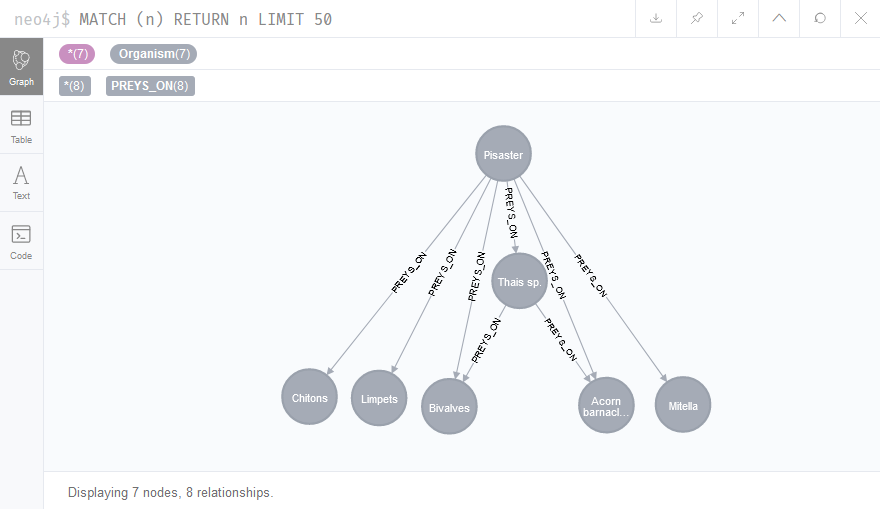 neo4j$ MATCH (n) RETURN n LIMIT 50
*(7) Organism(7)
*(8) PREYS_ON(8)
Graph
Table
Text
Code
Pisaster
PREYS_ON
PREYS_ON
PREYS_ON
PREYS_ON
PREYS_ON
PREYS_ON
Thais sp.
PREYS_ON
PREYS_ON
Chitons
Limpets
Bivalves
Acorn
barnacl...
Mitella
Displaying 7 nodes, 8 relationships.